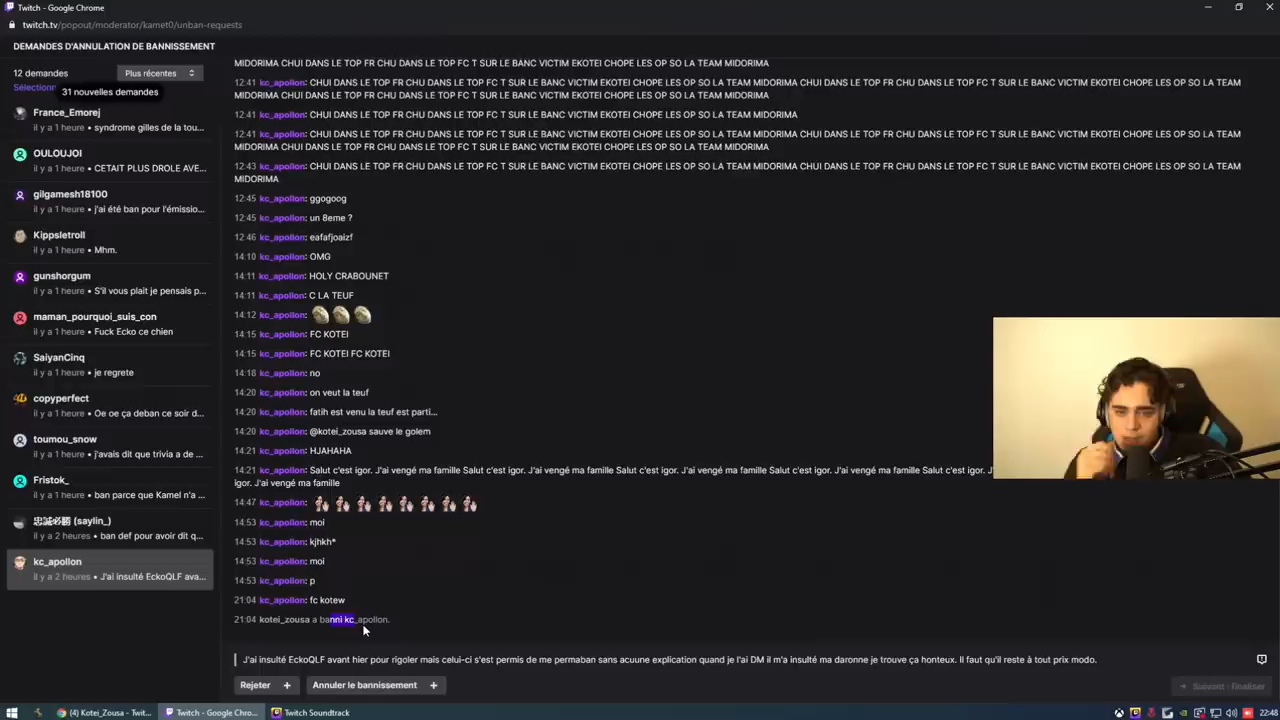 Twitch - Google Chrome
twitch.tv/popout/moderator/kamet0/unban-requests
DEMANDES D'ANNULATION DE BANNISSEMENT
12 demandes
Plus récentes
Sélection
31 nouvelles demandes
France_Emorej
il y a 1 heure • syndrome gilles de la tou...
OULOUJOI
il y a 1 heure • CETAIT PLUS DROLE AVE...
gilgamesh18100
il y a 1 heure • j'ai été ban pour l'émissio...
Kippsletroll
il y a 1 heure • Mhm.
gunshorgum
il y a 1 heure • S'il vous plait je pensais p...
maman_pourquoi_suis_con
il y a 1 heure • Fuck Ecko ce chien
SaiyanCinq
il y a 1 heure • je regrete
copyperfect
il y a 1 heure • Oe oe ça deban ce soir d...
toumou_snow
il y a 1 heure • j'avais dit que trivia a de ...
Fristok_
il y a 1 heure • ban parce que Kamel n'a ...
忠誠必勝 (saylin_)
il y a 2 heures • ban def pour avoir dit q...
kc_apollon
il y a 2 heures • J'ai insulté EckoQLF ava...
MIDORIMA CHUI DANS LE TOP FR CHU DANS LE TOP FC T SUR LE BANC VICTIM EKOTEI CHOPE LES OP SO LA TEAM MIDORIMA
12:41 kc_apollon: CHUI DANS LE TOP FR CHU DANS LE TOP FC T SUR LE BANC VICTIM EKOTEI CHOPE LES OP SO LA TEAM MIDORIMA CHUI DANS LE TOP FR CHU DANS LE TOP FC T SUR LE BANC VICTIM EKOTEI CHOPE LES OP SO LA TEAM
MIDORIMA CHUI DANS LE TOP FR CHU DANS LE TOP FC T SUR LE BANC VICTIM EKOTEI CHOPE LES OP SO LA TEAM MIDORIMA
12:41 kc_apollon: CHUI DANS LE TOP FR CHU DANS LE TOP FC T SUR LE BANC VICTIM EKOTEI CHOPE LES OP SO LA TEAM MIDORIMA
12:41 kc_apollon: CHUI DANS LE TOP FR CHU DANS LE TOP FC T SUR LE BANC VICTIM EKOTEI CHOPE LES OP SO LA TEAM MIDORIMA CHUI DANS LE TOP FR CHU DANS LE TOP FC T SUR LE BANC VICTIM EKOTEI CHOPE LES OP SO LA TEAM
MIDORIMA CHUI DANS LE TOP FR CHU DANS LE TOP FC T SUR LE BANC VICTIM EKOTEI CHOPE LES OP SO LA TEAM MIDORIMA
12:43 kc_apollon: CHUI DANS LE TOP FR CHU DANS LE TOP FC T SUR LE BANC VICTIM EKOTEI CHOPE LES OP SO LA TEAM MIDORIMA CHUI DANS LE TOP FR CHU DANS LE TOP FC T SUR LE BANC VICTIM EKOTEI CHOPE LES OP SO LA TEAM
MIDORIMA
12:45 kc_apollon: ggogoog
12:45 kc_apollon: un 8eme ?
12:46 kc_apollon: eafafjoaizf
14:10 kc_apollon: OMG
14:11 kc_apollon: HOLY CRABOUNET
14:11 kc_apollon: C LA TEUF
14:12 kc_apollon:
14:15 kc_apollon: FC KOTEI
14:15 kc_apollon: FC KOTEI FC KOTEI
14:18 kc_apollon: no
14:20 kc_apollon: on veut la teuf
14:20 kc_apollon: fatih est venu la teuf est parti...
14:20 kc_apollon: @kotei_zousa sauve le golem
14:21 kc_apollon: HJAHAHA
14:21 kc_apollon: Salut c'est igor. J'ai vengé ma famille Salut c'est igor. J'ai vengé ma famille Salut c'est igor. J'ai vengé ma famille Salut c'est igor. J'ai vengé ma famille Salut c'est
igor. J'ai vengé ma famille
14:47 kc_apollon:
14:53 kc_apollon: moi
14:53 kc_apollon: kjhkh*
14:53 kc_apollon: moi
14:53 kc_apollon: p
21:04 kc_apollon: fc kotew
21:04 kotei_zousa a banni kc_apollon.
J'ai insulté EckoQLF avant hier pour rigoler mais celui-ci s'est permis de me permaban sans acuune explication quand je l'ai DM il m'a insulté ma daronne je trouve ça honteux. Il faut qu'il reste à tout prix modo.
Rejeter +
Annuler le bannissement +
Suivant : finaliser
(4) Kotei_Zousa - Twit...
Twitch - Google Chro...
Twitch Soundtrack
22:48